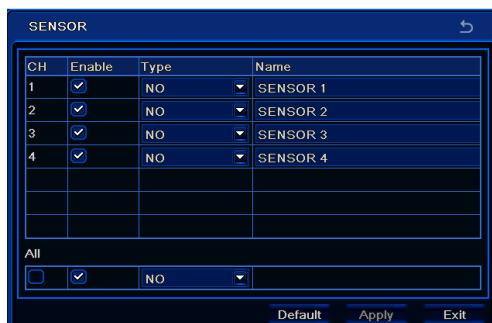 SENSOR
CH Enable Type Name
1 NO SENSOR 1
2 NO SENSOR 2
3 NO SENSOR 3
4 NO SENSOR 4
All
NO
Default Apply Exit